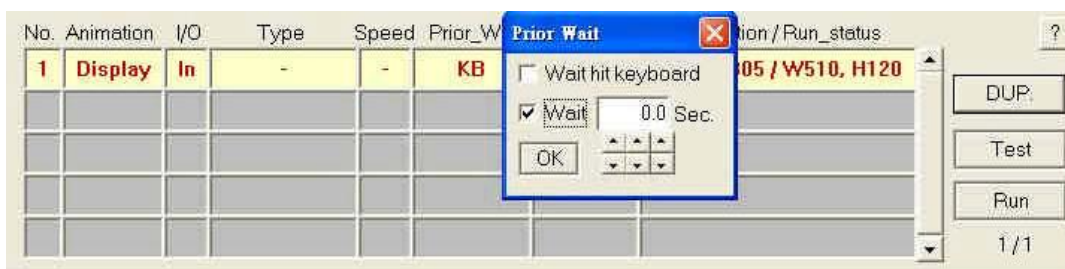 No. Animation I/O Type Speed Prior_W Prior Wait tion / Run_status ?
1 Display In - - KB 05 / W510, H120
Wait hit keyboard
Wait 0.0 Sec.
OK
DUP.
Test
Run
1/1